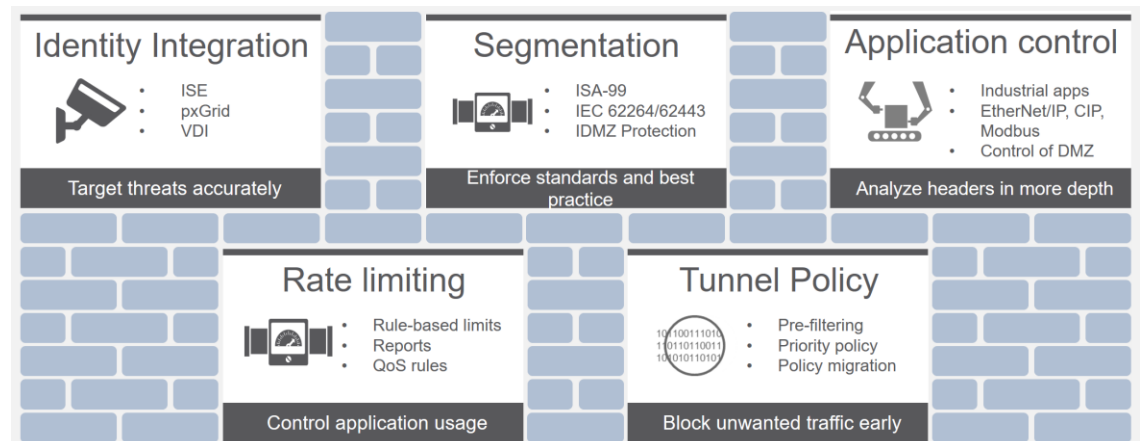 Identity Integration
• ISE
• pxGrid
• VDI
Target threats accurately
Segmentation
• ISA-99
• IEC 62264/62443
• IDMZ Protection
Enforce standards and best
practice
Application control
• Industrial apps
• EtherNet/IP, CIP,
Modbus
• Control of DMZ
Analyze headers in more depth
Rate limiting
• Rule-based limits
• Reports
• QoS rules
Control application usage
Tunnel Policy
101100111010
110110110011
101010110101
• Pre-filtering
• Priority policy
• Policy migration
Block unwanted traffic early